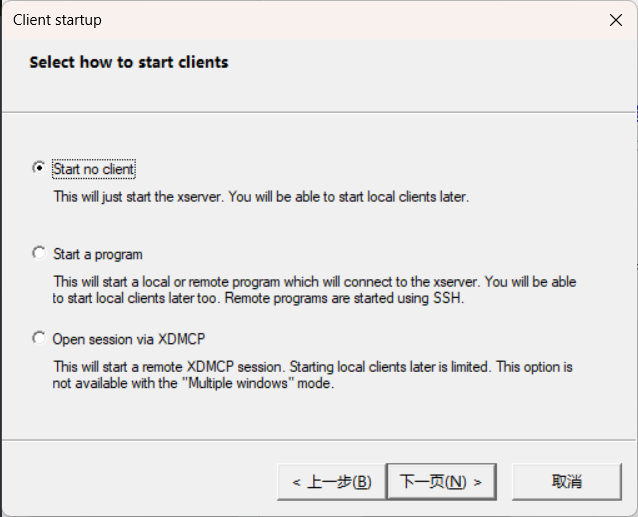 Client startup
Select how to start clients
Start no client
This will just start the xserver. You will be able to start local clients later.
Start a program
This will start a local or remote program which will connect to the xserver. You will be able
to start local clients later too. Remote programs are started using SSH.
Open session via XDMCP
This will start a remote XDMCP session. Starting local clients later is limited. This option is
not available with the "Multiple windows" mode.
< 上一步(B) 下一页(N) > 取消